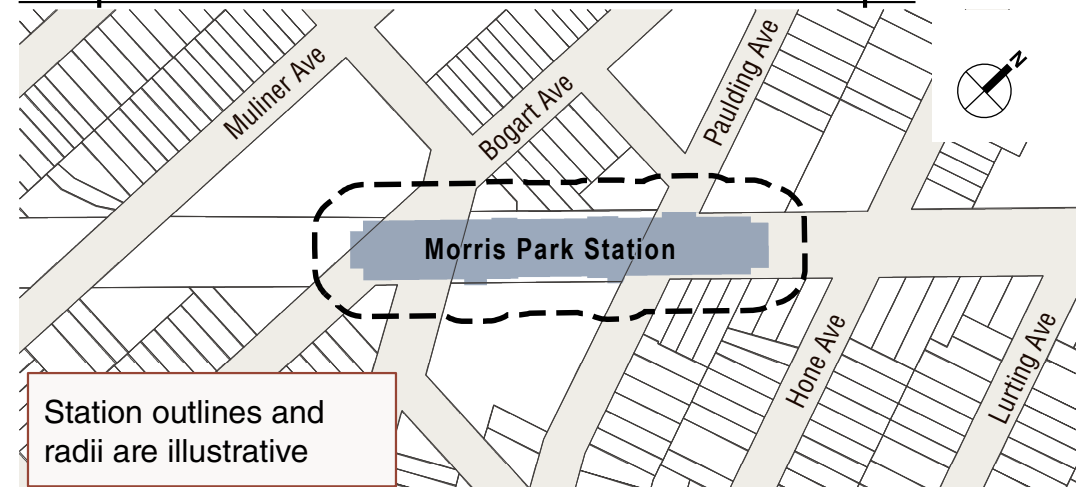 N
Muliner Ave
Bogart Ave
Paulding Ave
Morris Park Station
Hone Ave
Lurting Ave
Station outlines and
radii are illustrative